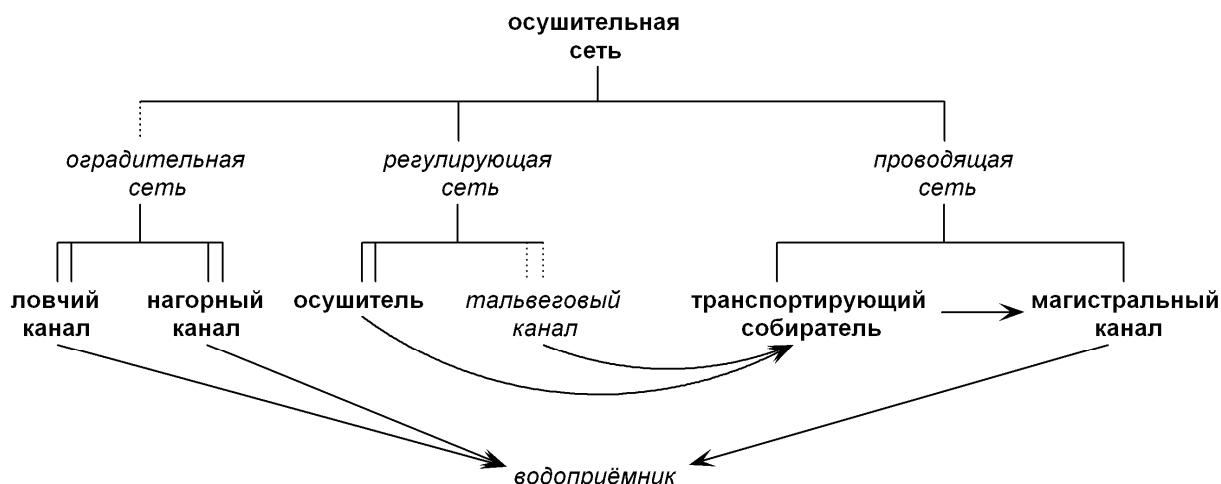 осушительная
сеть
оградительная
сеть
регулирующая
сеть
проводящая
сеть
ловчий
канал
нагорный
канал
осушитель
тальвеговый
канал
транспортирующий
собиратель
магистральный
канал
водоприёмник